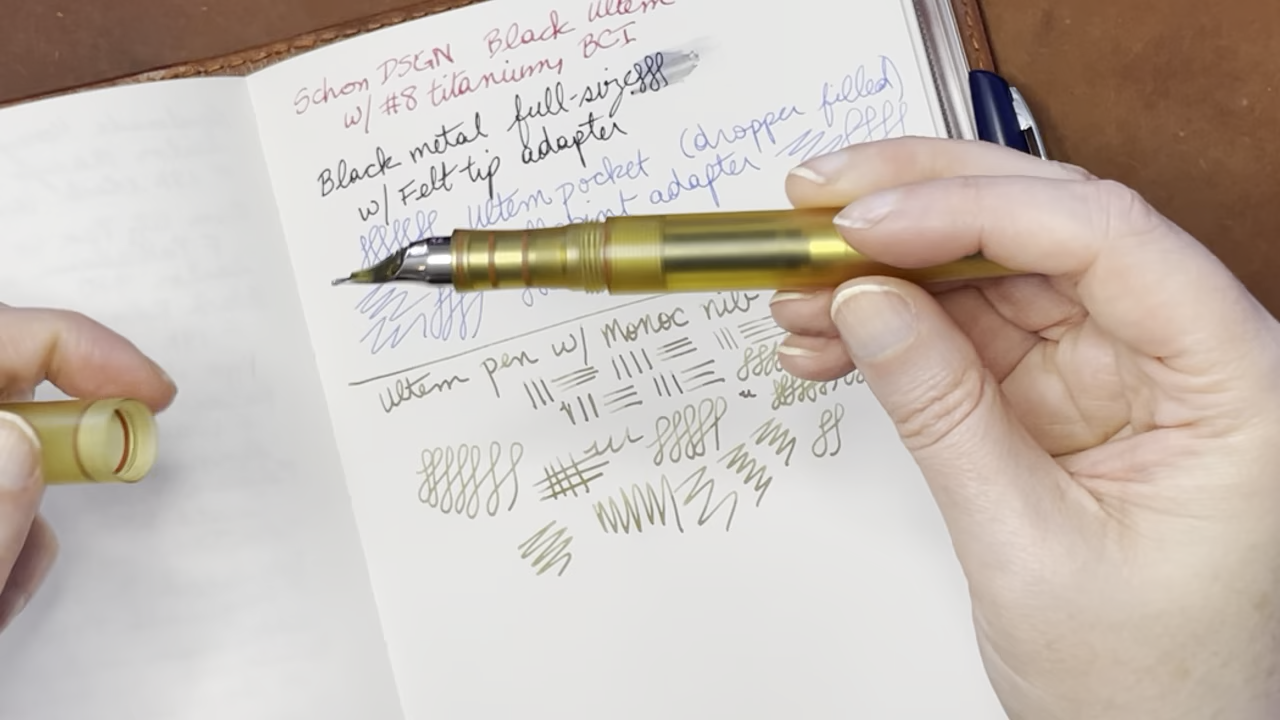 Schon DSGN Black Ultem
w/ #8 titanium, BCI
Black metal full-size
w/ Felt tip adapter
ultem pocket (dropper filled)
adapter
ultem pen w/ Monoc nib